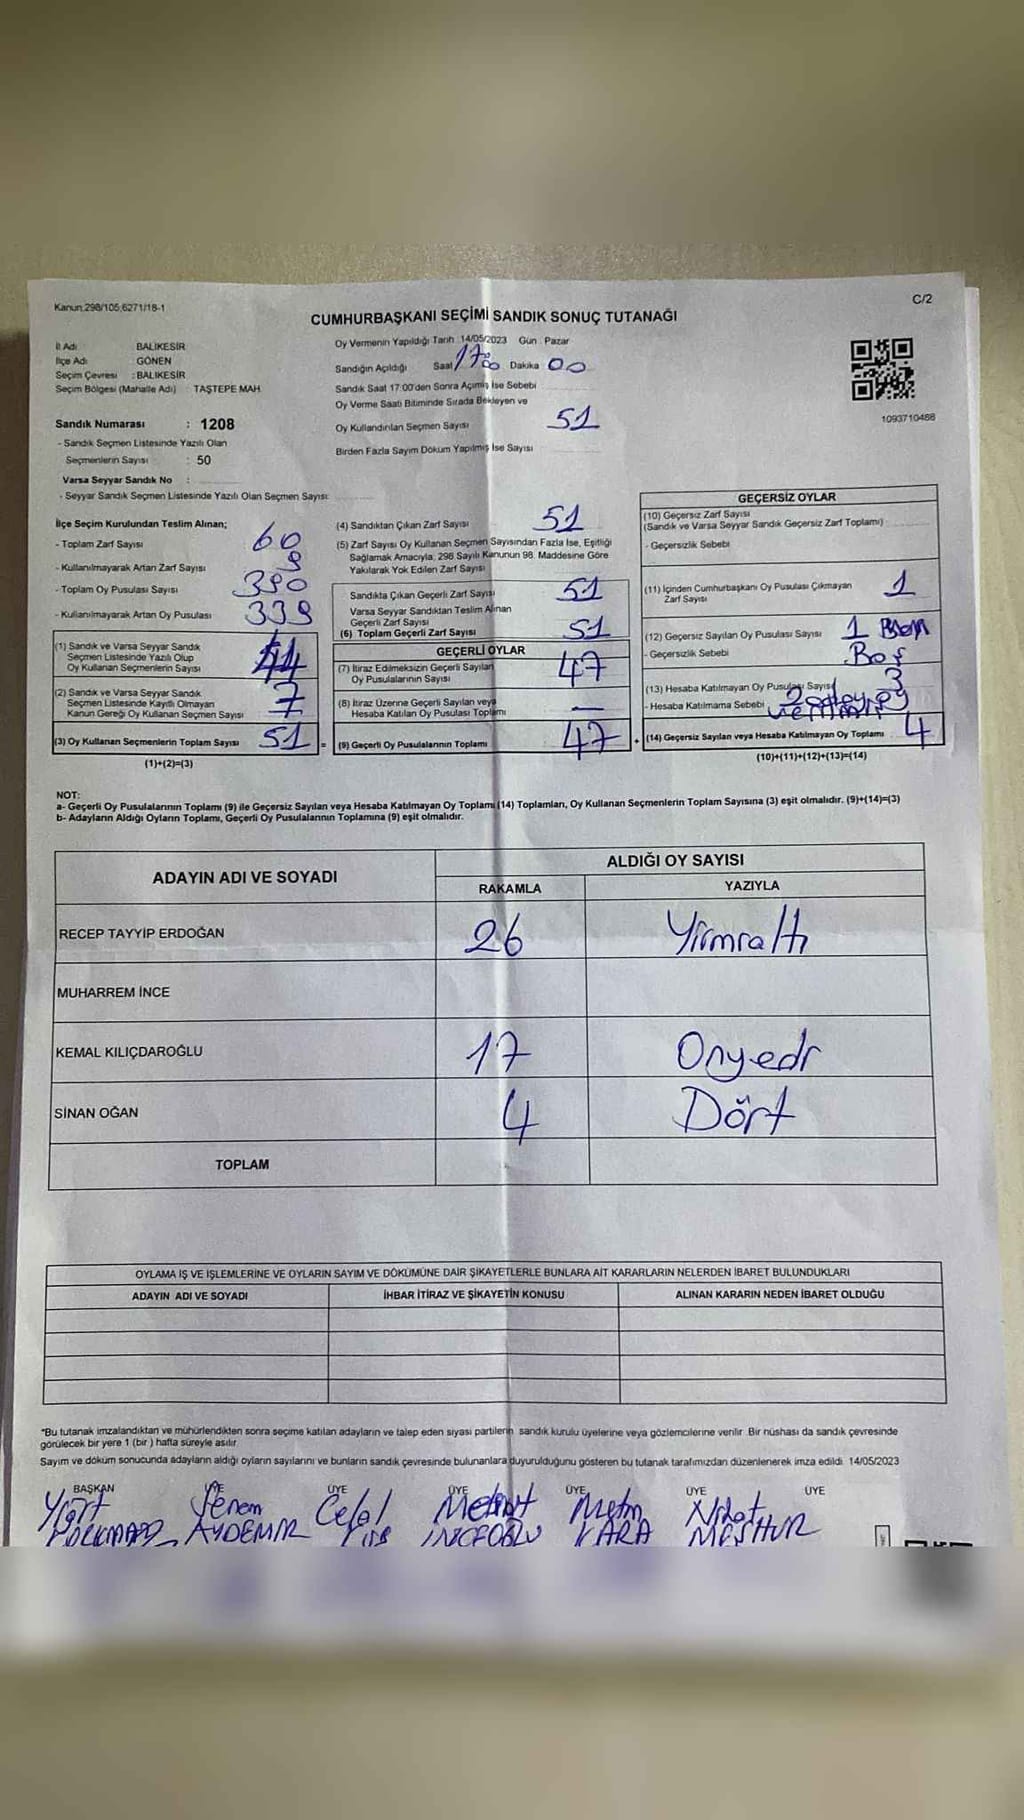 Kanun:298/105,6271/18-1
C/2
CUMHURBAŞKANI SEÇİMİ SANDIK SONUÇ TUTANAĞI
İl Adı BALIKESİR
İlçe Adı GÖNEN
Seçim Çevresi : BALIKESİR
Seçim Bölgesi (Mahalle Adı) : TAŞTEPE MAH.
Sandık Numarası : 1208
- Sandık Seçmen Listesinde Yazılı Olan
Seçmenlerin Sayısı : 50
Varsa Seyyar Sandık No :
- Seyyar Sandık Seçmen Listesinde Yazılı Olan Seçmen Sayısı:
Oy Vermenin Yapıldığı Tarih : 14/05/2023 Gün : Pazar
Sandığın Açıldığı Saat 17 00 Dakika 00
Sandık Saat 17:00'den Sonra Açılmış İse Sebebi
Oy Verme Saati Bitiminde Sırada Bekleyen ve
Oy Kullandırılan Seçmen Sayısı 51
Birden Fazla Sayım Döküm Yapılmış İse Sayısı
1093710486
İlçe Seçim Kurulundan Teslim Alınan;
- Toplam Zarf Sayısı 60
- Kullanılmayarak Artan Zarf Sayısı 9
- Toplam Oy Pusulası Sayısı 390
- Kullanılmayarak Artan Oy Pusulası 339
(1) Sandık ve Varsa Seyyar Sandık
Seçmen Listesinde Yazılı Olup
Oy Kullanan Seçmenlerin Sayısı 44
(2) Sandık ve Varsa Seyyar Sandık
Seçmen Listesinde Kayıtlı Olmayan
Kanun Gereği Oy Kullanan Seçmen Sayısı 7
(3) Oy Kullanan Seçmenlerin Toplam Sayısı 51 =
(1)+(2)=(3)
(4) Sandıktan Çıkan Zarf Sayısı 51
(5) Zarf Sayısı Oy Kullanan Seçmen Sayısından Fazla İse, Eşitliği
Sağlamak Amacıyla; 298 Sayılı Kanunun 98. Maddesine Göre
Yakılarak Yok Edilen Zarf Sayısı
Sandıkta Çıkan Geçerli Zarf Sayısı 51
Varsa Seyyar Sandıktan Teslim Alınan
Geçerli Zarf Sayısı
(6) Toplam Geçerli Zarf Sayısı 51
GEÇERLİ OYLAR
(7) İtiraz Edilmeksizin Geçerli Sayılan
Oy Pusulalarının Sayısı 47
(8) İtiraz Üzerine Geçerli Sayılan veya
Hesaba Katılan Oy Pusulası Toplamı —
(9) Geçerli Oy Pusulalarının Toplamı 47 +
GEÇERSİZ OYLAR
(10) Geçersiz Zarf Sayısı
(Sandık ve Varsa Seyyar Sandık Geçersiz Zarf Toplamı) :
- Geçersizlik Sebebi
(11) İçinden Cumhurbaşkanı Oy Pusulası Çıkmayan
Zarf Sayısı 1
(12) Geçersiz Sayılan Oy Pusulası Sayısı 1
- Geçersizlik Sebebi Boş
(13) Hesaba Katılmayan Oy Pusulası Sayısı
- Hesaba Katılmama Sebebi
(14) Geçersiz Sayılan veya Hesaba Katılmayan Oy Toplamı 4
(10)+(11)+(12)+(13)=(14)
NOT:
a- Geçerli Oy Pusulalarının Toplamı (9) ile Geçersiz Sayılan veya Hesaba Katılmayan Oy Toplamı (14) Toplamları, Oy Kullanan Seçmenlerin Toplam Sayısına (3) eşit olmalıdır. (9)+(14)=(3)
b- Adayların Aldığı Oyların Toplamı, Geçerli Oy Pusulalarının Toplamına (9) eşit olmalıdır.
ADAYIN ADI VE SOYADI
ALDIĞI OY SAYISI
RAKAMLA YAZIYLA
RECEP TAYYİP ERDOĞAN 26 Yirmialtı
MUHARREM İNCE
KEMAL KILIÇDAROĞLU 17 Onyedi
SİNAN OĞAN 4 Dört
TOPLAM
OYLAMA İŞ VE İŞLEMLERİNE VE OYLARIN SAYIM VE DÖKÜMÜNE DAİR ŞİKAYETLERLE BUNLARA AİT KARARLARIN NELERDEN İBARET BULUNDUKLARI
ADAYIN ADI VE SOYADI İHBAR İTİRAZ VE ŞİKAYETİN KONUSU ALINAN KARARIN NEDEN İBARET OLDUĞU
*Bu tutanak imzalandıktan ve mühürlendikten sonra seçime katılan adayların ve talep eden siyasi partilerin sandık kurulu üyelerine veya gözlemcilerine verilir. Bir nüshası da sandık çevresinde
görülecek bir yere 1 (bir ) hafta süreyle asılır.
Sayım ve döküm sonucunda adayların aldığı oyların sayılarını ve bunların sandık çevresinde bulunanlara duyurulduğunu gösteren bu tutanak tarafımızdan düzenlenerek imza edildi. 14/05/2023
BAŞKAN ÜYE ÜYE ÜYE ÜYE ÜYE ÜYE
Senem Celal Mehmet Metin Nihat
AYDEMİR İNCEOĞLU KARA MEŞHUR